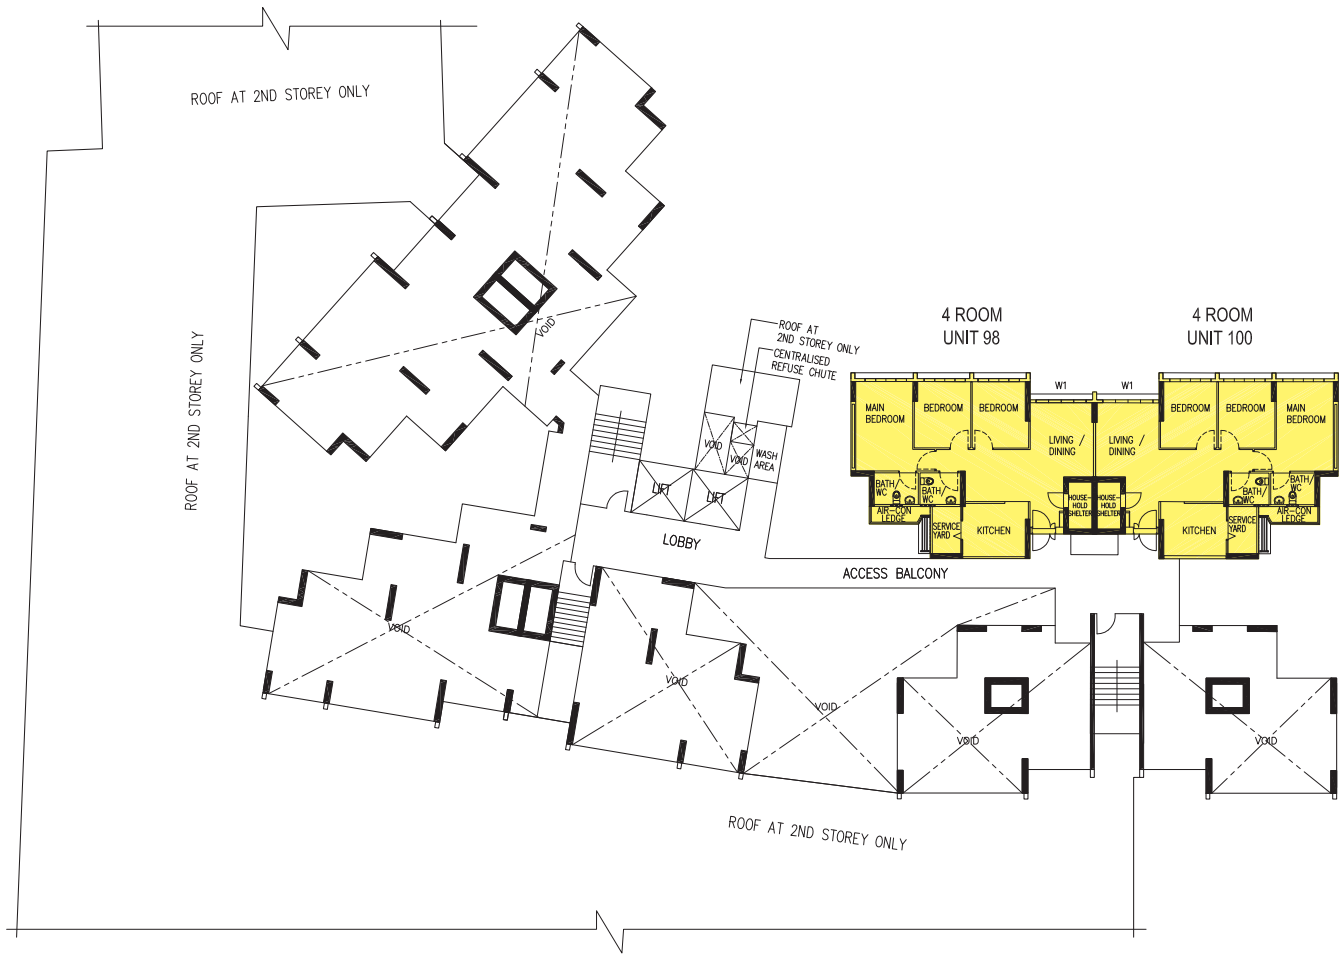 ROOF AT 2ND STOREY ONLY
ROOF AT 2ND STOREY ONLY
VOID
ROOF AT
2ND STOREY ONLY
CENTRALISED
REFUSE CHUTE
VOID
VOID
WASH
AREA
LIFT
LIFT
LOBBY
ACCESS BALCONY
4 ROOM
UNIT 98
4 ROOM
UNIT 100
W1
W1
MAIN
BEDROOM
BEDROOM
BEDROOM
LIVING /
DINING
LIVING /
DINING
BEDROOM
BEDROOM
MAIN
BEDROOM
BATH/
WC
BATH/
WC
AIR-CON
LEDGE
SERVICE
YARD
KITCHEN
HOUSE-
HOLD
SHELTER
HOUSE-
HOLD
SHELTER
KITCHEN
SERVICE
YARD
BATH/
WC
BATH/
WC
AIR-CON
LEDGE
VOID
VOID
VOID
VOID
VOID
ROOF AT 2ND STOREY ONLY